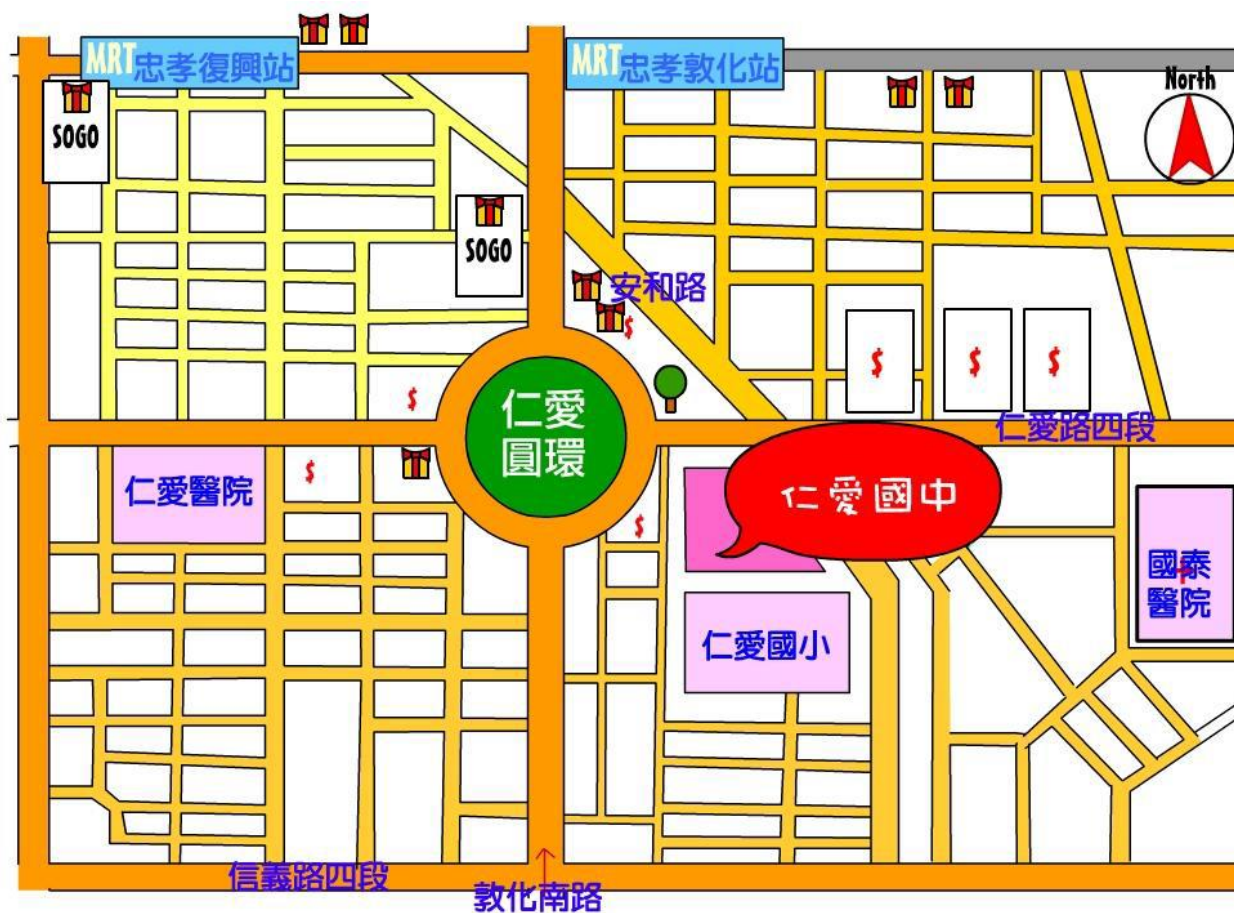 MRT忠孝復興站
MRT忠孝敦化站
North
SOGO
SOGO
安和路
$
$
$
$
$
仁愛
圓環
仁愛路四段
$
仁愛醫院
仁愛國中
$
國泰
醫院
仁愛國小
信義路四段
敦化南路